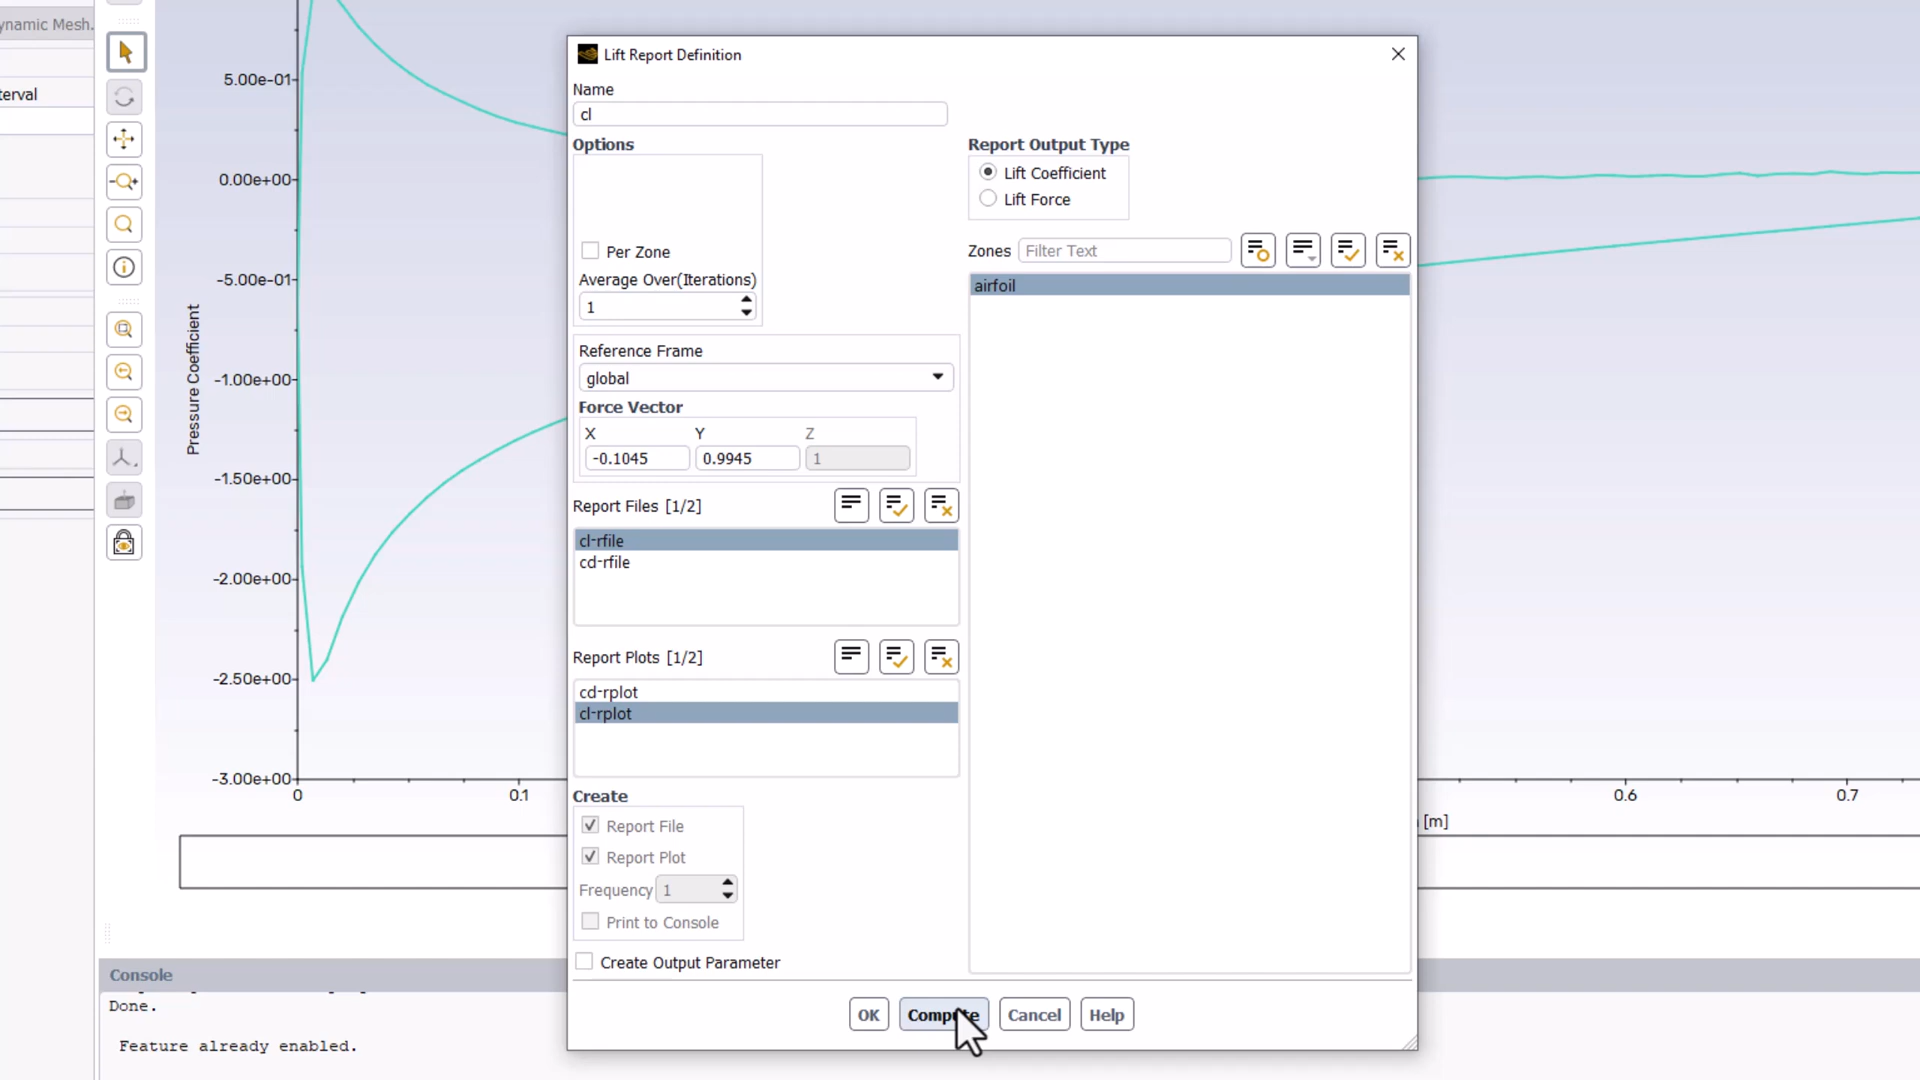 ynamic Mesh.
terval
5.00e-01
0.00e+00
-5.00e-01
-1.00e+00
-1.50e+00
-2.00e+00
-2.50e+00
-3.00e+00
Pressure Coefficient
0
0.1
0.6
0.7
[m]
Lift Report Definition
Name
cl
Options
Per Zone
Average Over(Iterations)
1
Report Output Type
Lift Coefficient
Lift Force
Zones Filter Text
airfoil
Reference Frame
global
Force Vector
X Y Z
-0.1045 0.9945 1
Report Files [1/2]
cl-rfile
cd-rfile
Report Plots [1/2]
cd-rplot
cl-rplot
Create
Report File
Report Plot
Frequency 1
Print to Console
Create Output Parameter
OK Compute Cancel Help
Console
Done.
Feature already enabled.